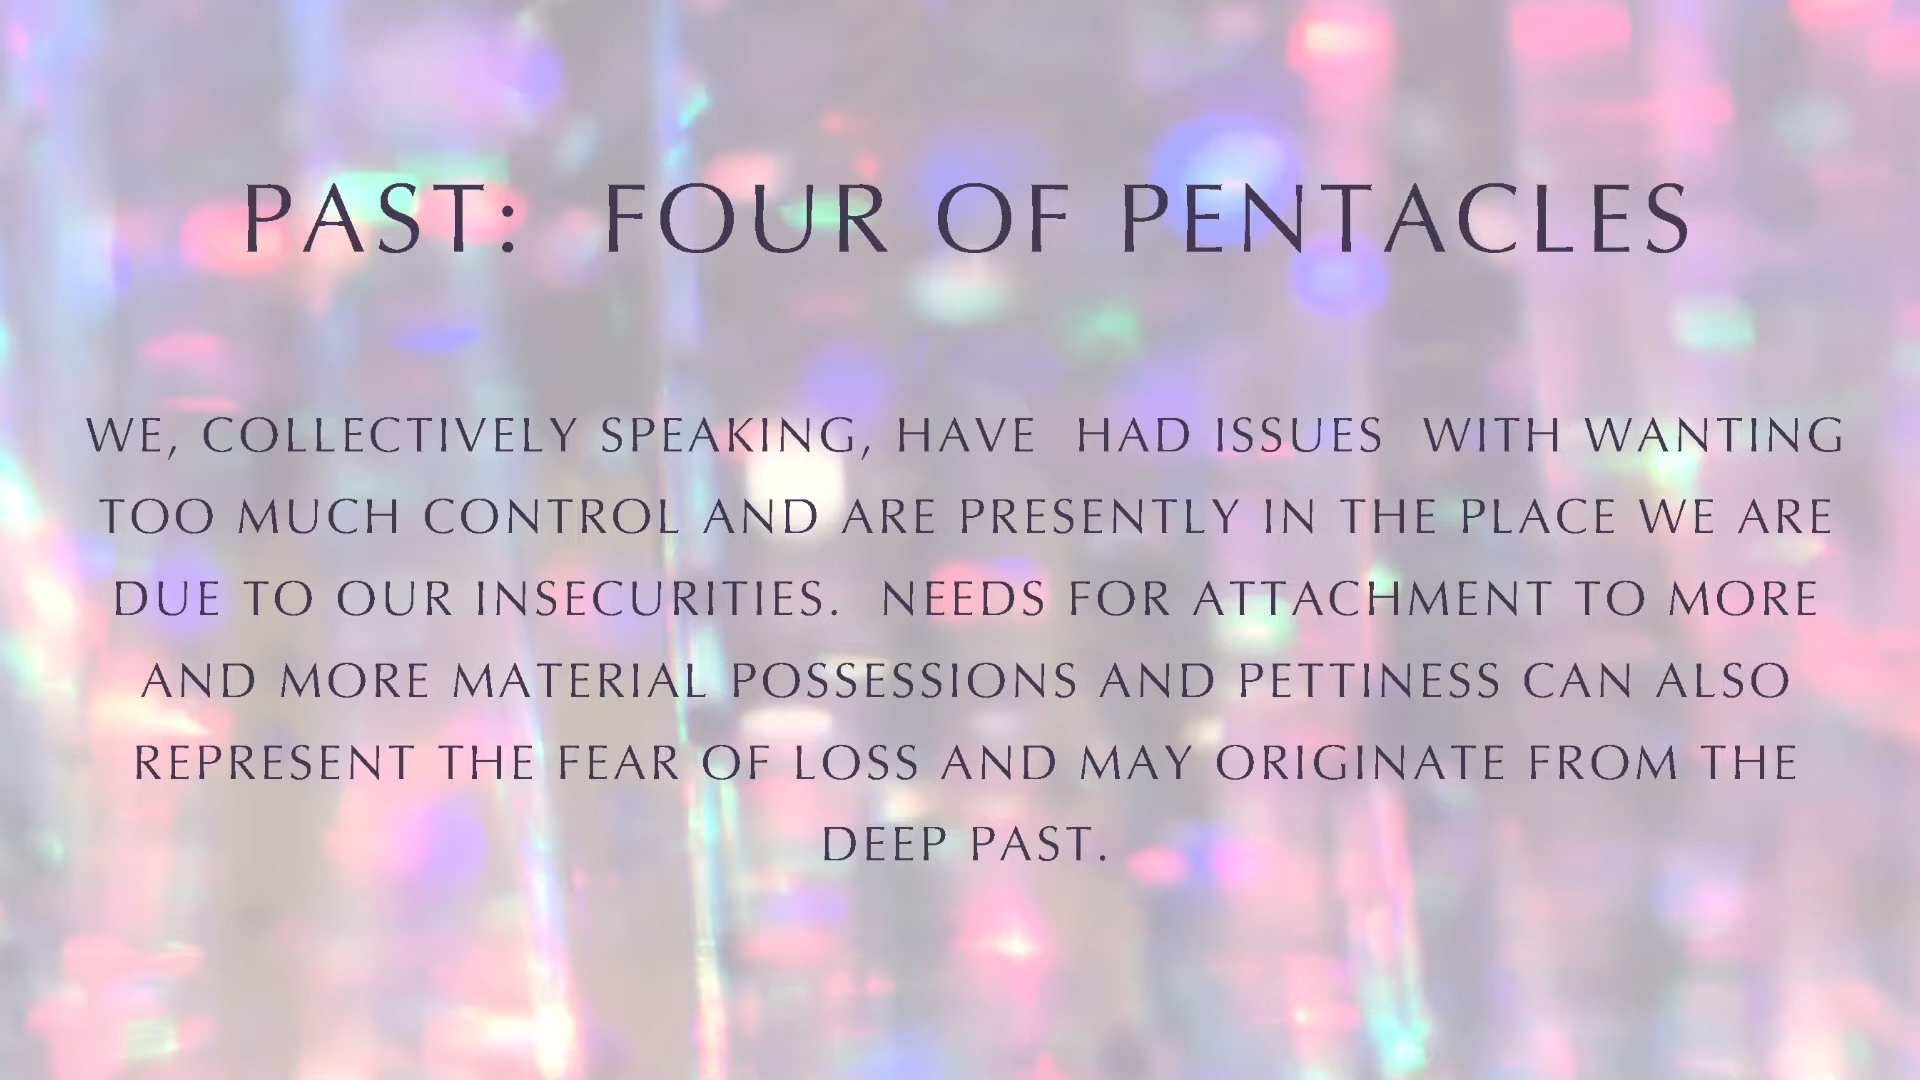 PAST:  FOUR OF PENTACLES
WE, COLLECTIVELY SPEAKING, HAVE  HAD ISSUES  WITH WANTING
TOO MUCH CONTROL AND ARE PRESENTLY IN THE PLACE WE ARE
DUE TO OUR INSECURITIES.  NEEDS FOR ATTACHMENT TO MORE
AND MORE MATERIAL POSSESSIONS AND PETTINESS CAN ALSO
REPRESENT THE FEAR OF LOSS AND MAY ORIGINATE FROM THE
DEEP PAST.